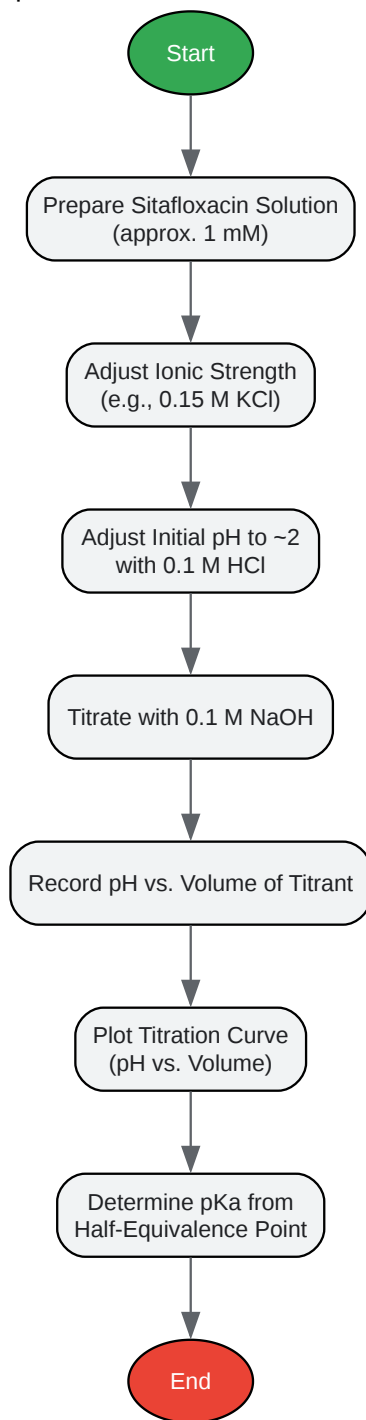 Start
Prepare Sitafloxacin Solution
(approx. 1 mM)
Adjust Ionic Strength
(e.g., 0.15 M KCl)
Adjust Initial pH to ~2
with 0.1 M HCl
Titrate with 0.1 M NaOH
Record pH vs. Volume of Titrant
Plot Titration Curve
(pH vs. Volume)
Determine pKa from
Half-Equivalence Point
End